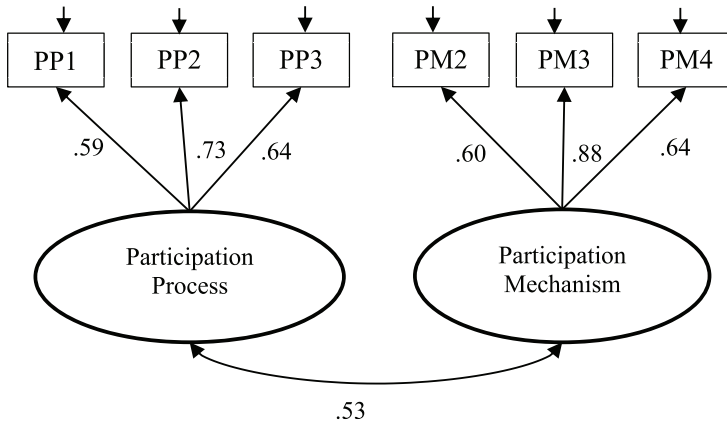 PP1 PP2 PP3 PM2 PM3 PM4
.59 .73 .64 .60 .88 .64
Participation
Process
Participation
Mechanism
.53